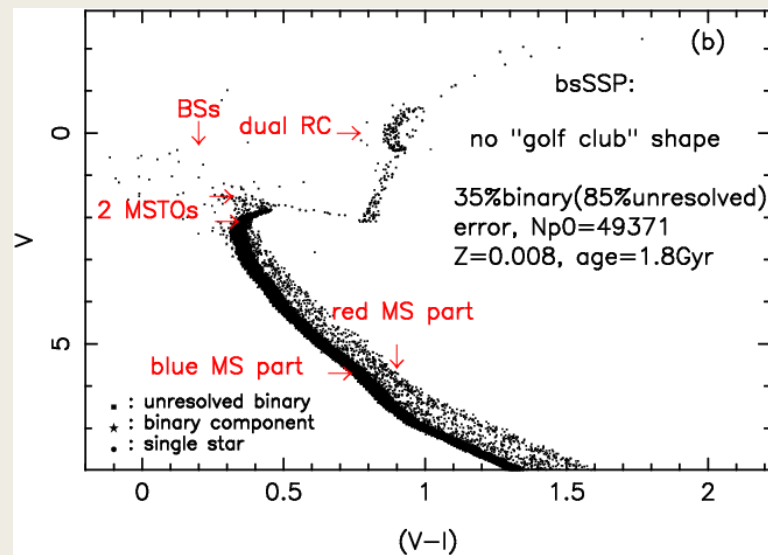 (b)
bsSSP:
BSs
dual RC
no "golf club" shape
35%binary(85%unresolved)
2 MSTOs
error, Np0=49371
Z=0.008, age=1.8Gyr
red MS part
blue MS part
: unresolved binary
: binary component
: single star
V
0
5
0
0.5
1
1.5
2
(V-I)